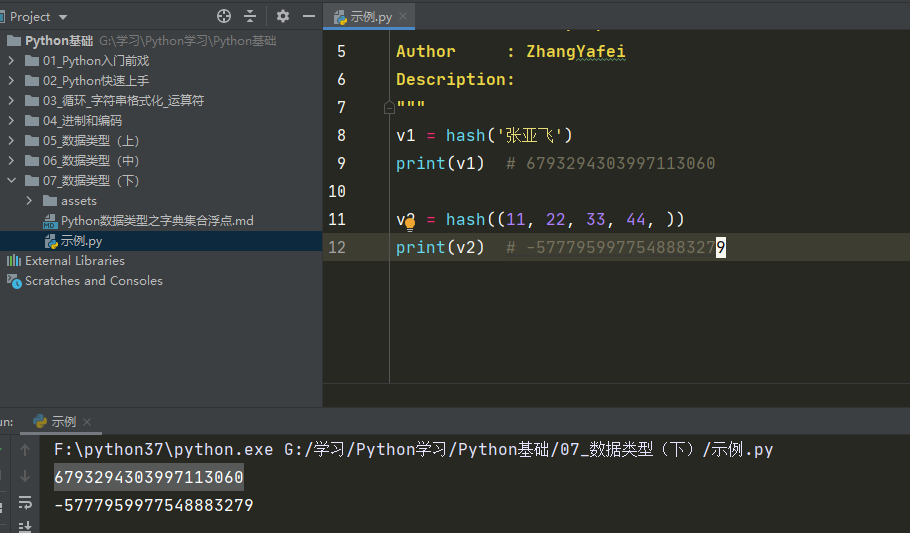 Project
示例.py
Python基础 G:\学习\Python学习\Python基础
01_Python入门前戏
02_Python快速上手
03_循环_字符串格式化_运算符
04_进制和编码
05_数据类型（上）
06_数据类型（中）
07_数据类型（下）
assets
Python数据类型之字典集合浮点.md
示例.py
External Libraries
Scratches and Consoles
5 Author : ZhangYafei
6 Description:
7 """
8 v1 = hash('张亚飞')
9 print(v1) # 6793294303997113060
10
11 v2 = hash((11, 22, 33, 44, ))
12 print(v2) # -5777959977548883279
un: 示例
F:\python37\python.exe G:/学习/Python学习/Python基础/07_数据类型（下）/示例.py
6793294303997113060
-5777959977548883279